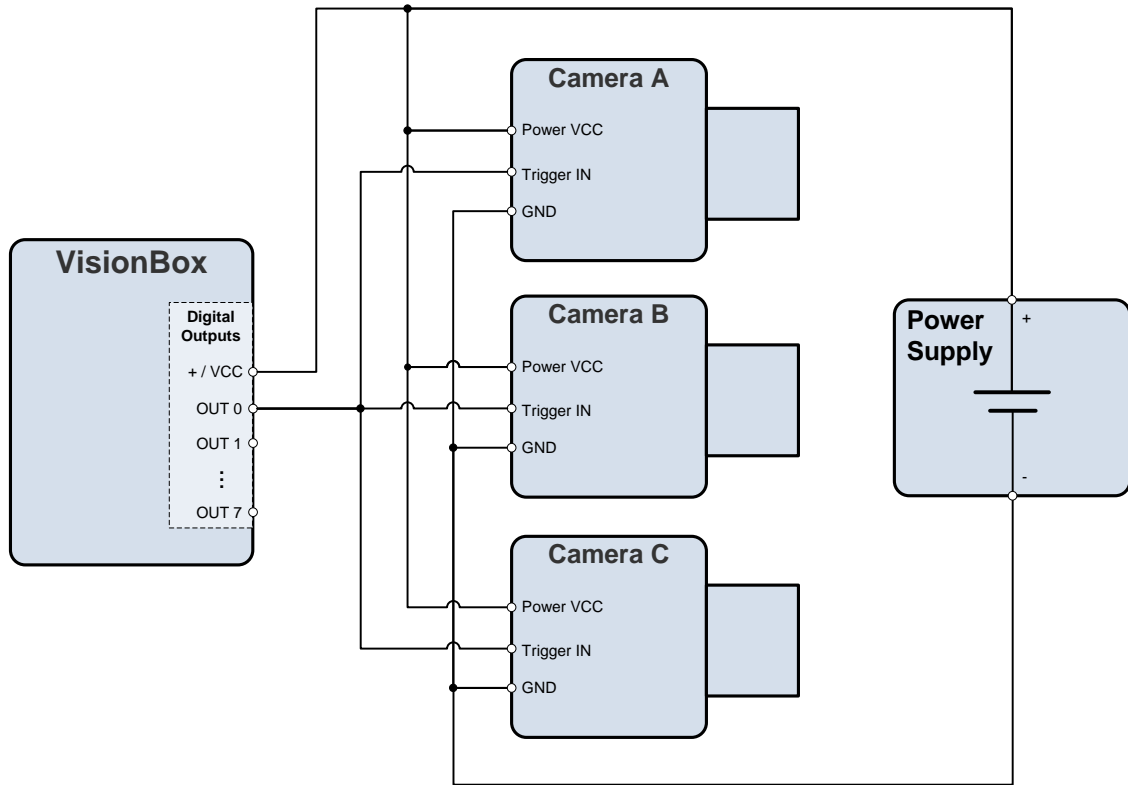 VisionBox
Digital
Outputs
+ / VCC
OUT 0
OUT 1
⋮
OUT 7
Camera A
Power VCC
Trigger IN
GND
Camera B
Power VCC
Trigger IN
GND
Camera C
Power VCC
Trigger IN
GND
Power
Supply
+
-